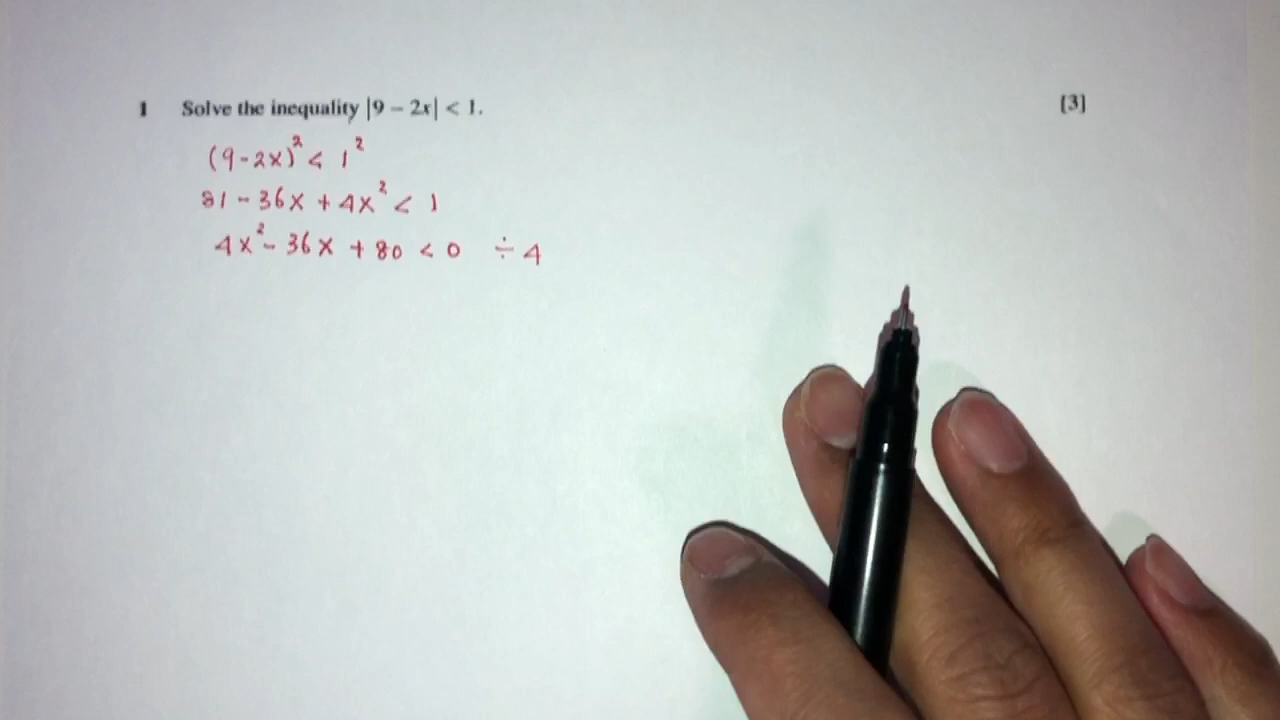 1 Solve the inequality |9 − 2x| < 1. [3]
(9-2x)² < 1²
81 - 36x + 4x² < 1
4x² - 36x + 80 < 0 ÷ 4